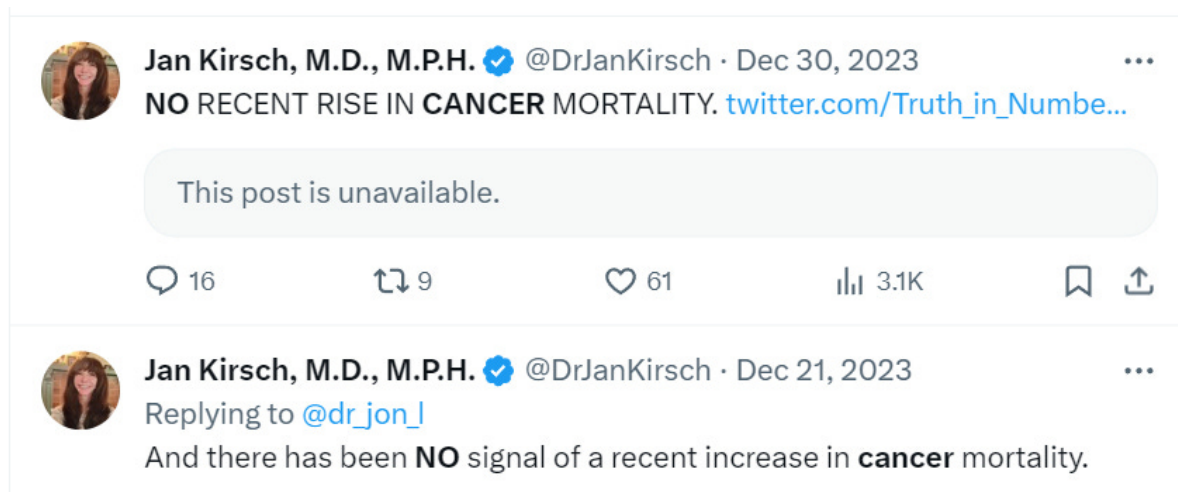 Jan Kirsch, M.D., M.P.H. @DrJanKirsch · Dec 30, 2023
NO RECENT RISE IN CANCER MORTALITY. twitter.com/Truth_in_Numbe...
This post is unavailable.
16 9 61 3.1K
Jan Kirsch, M.D., M.P.H. @DrJanKirsch · Dec 21, 2023
Replying to @dr_jon_l
And there has been NO signal of a recent increase in cancer mortality.